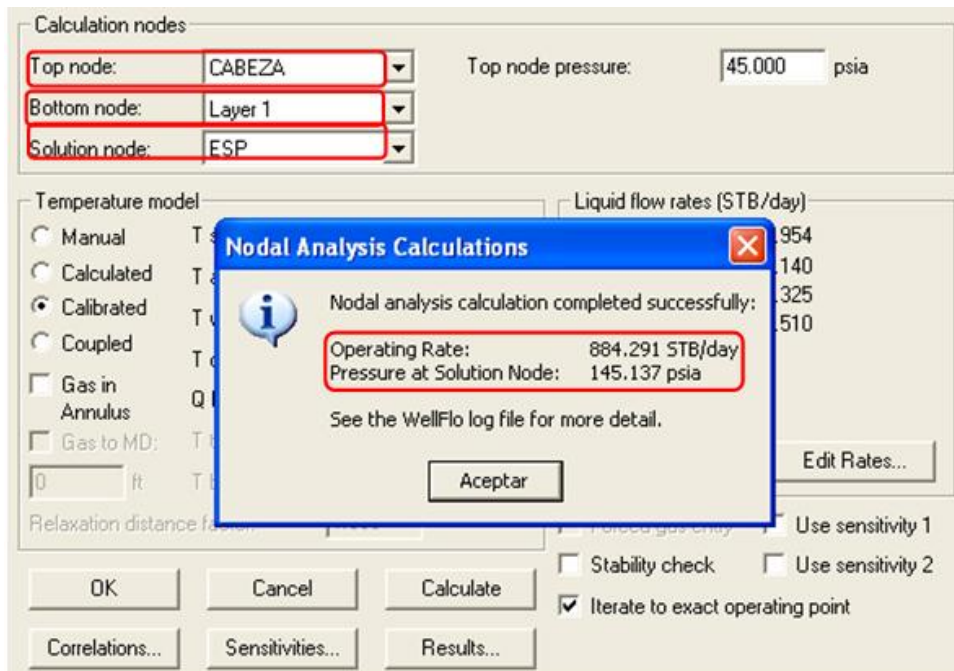 Calculation nodes
Top node: CABEZA Top node pressure: 45.000 psia
Bottom node: Layer 1
Solution node: ESP
Temperature model Liquid flow rates (STB/day)
Manual T .954
Calculated T .140
Calibrated T .325
Coupled T .510
Gas in Annulus Q
Gas to MD: T
0 ft T
Relaxation distance
Nodal Analysis Calculations
Nodal analysis calculation completed successfully:
Operating Rate: 884.291 STB/day
Pressure at Solution Node: 145.137 psia
See the WellFlo log file for more detail.
Aceptar
Edit Rates...
Forced gas entry Use sensitivity 1
Stability check Use sensitivity 2
Iterate to exact operating point
OK Cancel Calculate
Correlations... Sensitivities... Results...